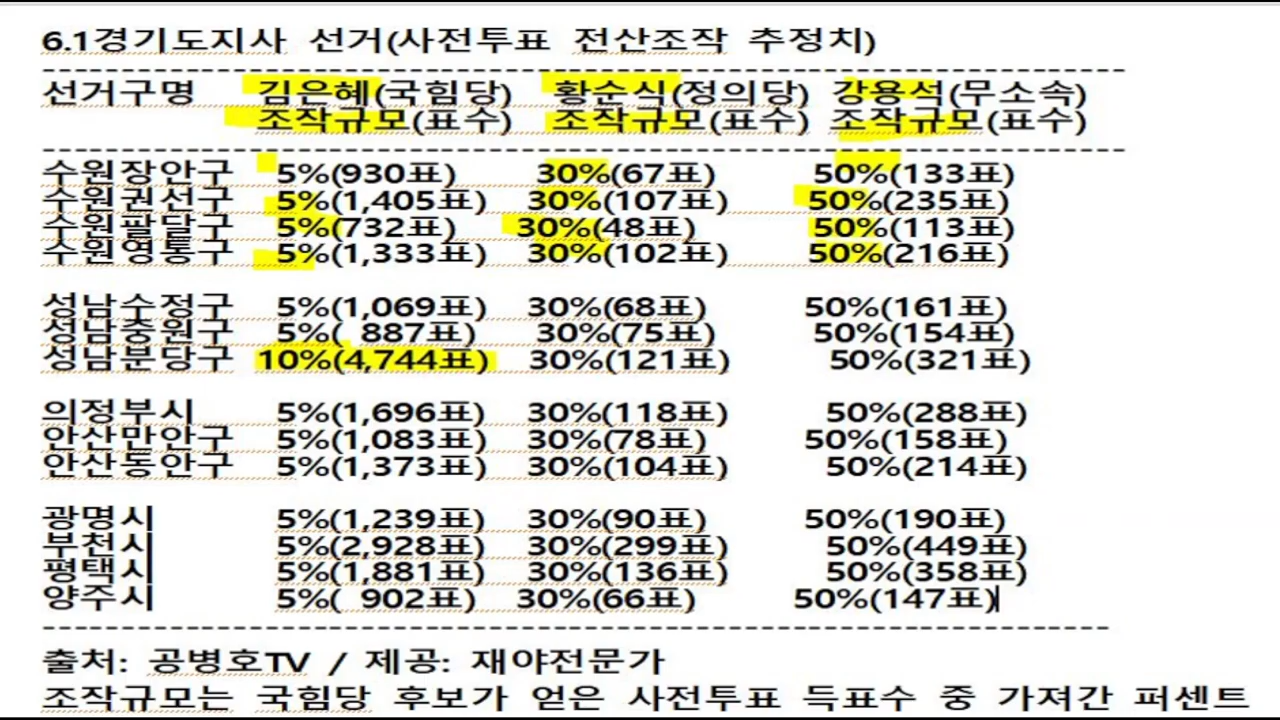 6.1경기도지사 선거(사전투표 전산조작 추정치)
선거구명 김은혜(국힘당) 황순식(정의당) 강용석(무소속)
조작규모(표수) 조작규모(표수) 조작규모(표수)
수원장안구 5%(930표) 30%(67표) 50%(133표)
수원권선구 5%(1,405표) 30%(107표) 50%(235표)
수원팔달구 5%(732표) 30%(48표) 50%(113표)
수원영통구 5%(1,333표) 30%(102표) 50%(216표)
성남수정구 5%(1,069표) 30%(68표) 50%(161표)
성남중원구 5%( 887표) 30%(75표) 50%(154표)
성남분당구 10%(4,744표) 30%(121표) 50%(321표)
의정부시 5%(1,696표) 30%(118표) 50%(288표)
안산만안구 5%(1,083표) 30%(78표) 50%(158표)
안산동안구 5%(1,373표) 30%(104표) 50%(214표)
광명시 5%(1,239표) 30%(90표) 50%(190표)
부천시 5%(2,928표) 30%(299표) 50%(449표)
평택시 5%(1,881표) 30%(136표) 50%(358표)
양주시 5%( 902표) 30%(66표) 50%(147표)
출처: 공병호TV / 제공: 재야전문가
조작규모는 국힘당 후보가 얻은 사전투표 득표수 중 가져간 퍼센트